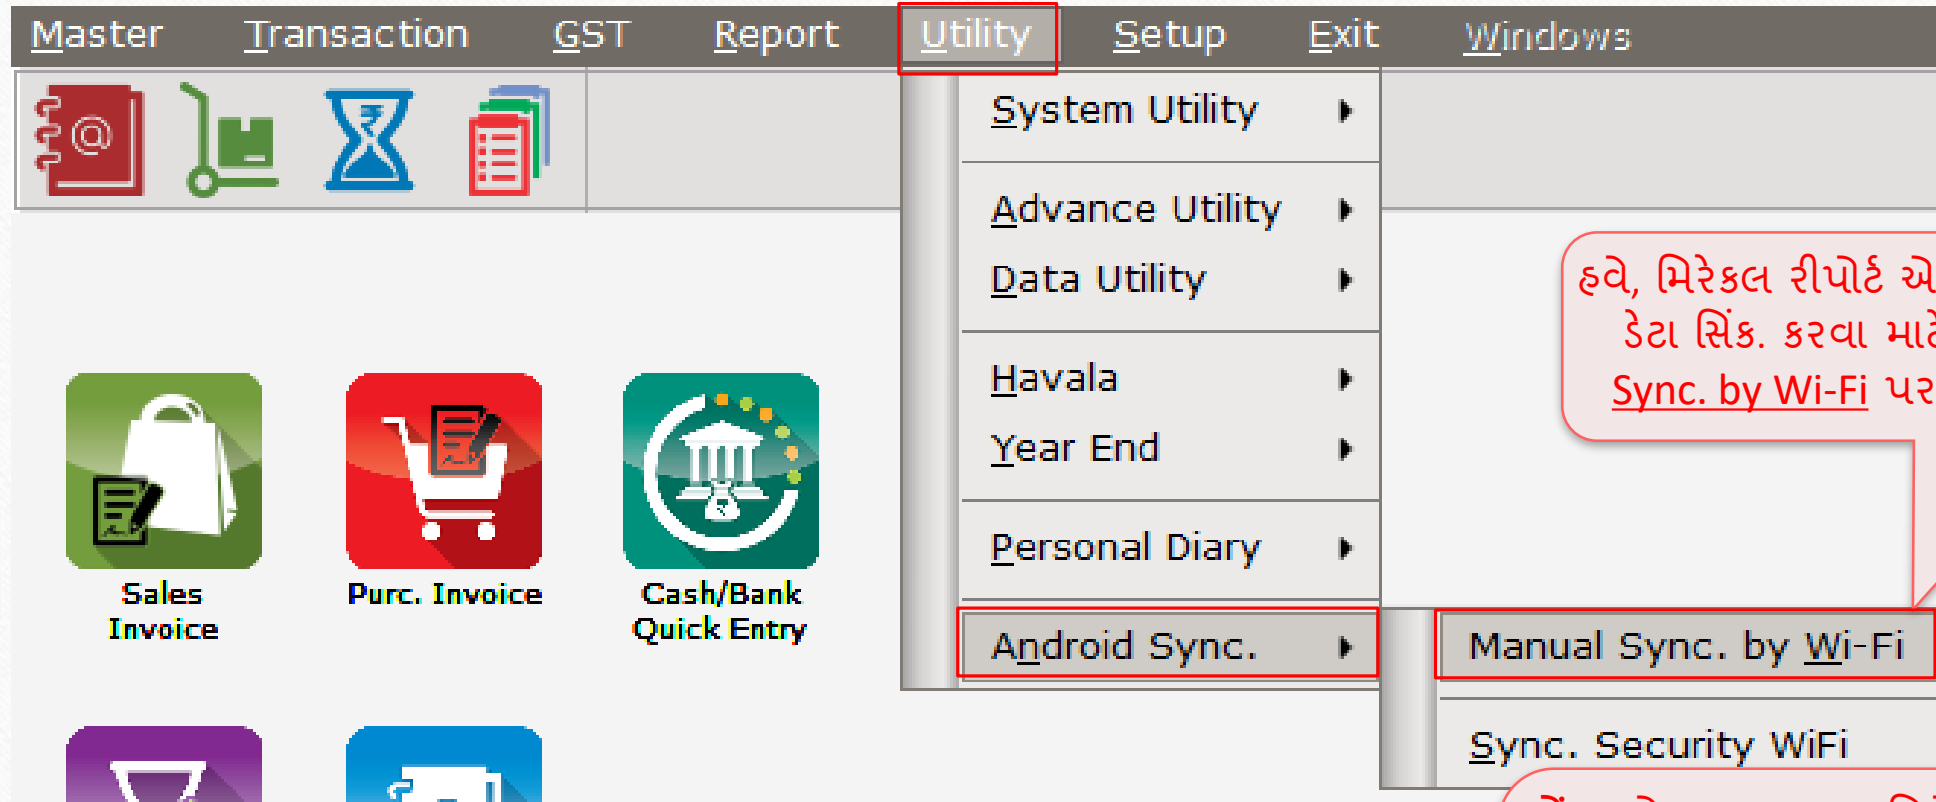 Master Transaction GST Report Utility Setup Exit Windows
System Utility
Advance Utility
Data Utility
હવે, મિરેકલ રીપોર્ટ
ડેટા સિંક. કરવા
Havala
Sync. by Wi-Fi પર
Year End
Personal Diary
Sales
Invoice
Purc. Invoice
Cash/Bank
Quick Entry
Android Sync.
Manual Sync. by Wi-Fi
Sync. Security WiFi